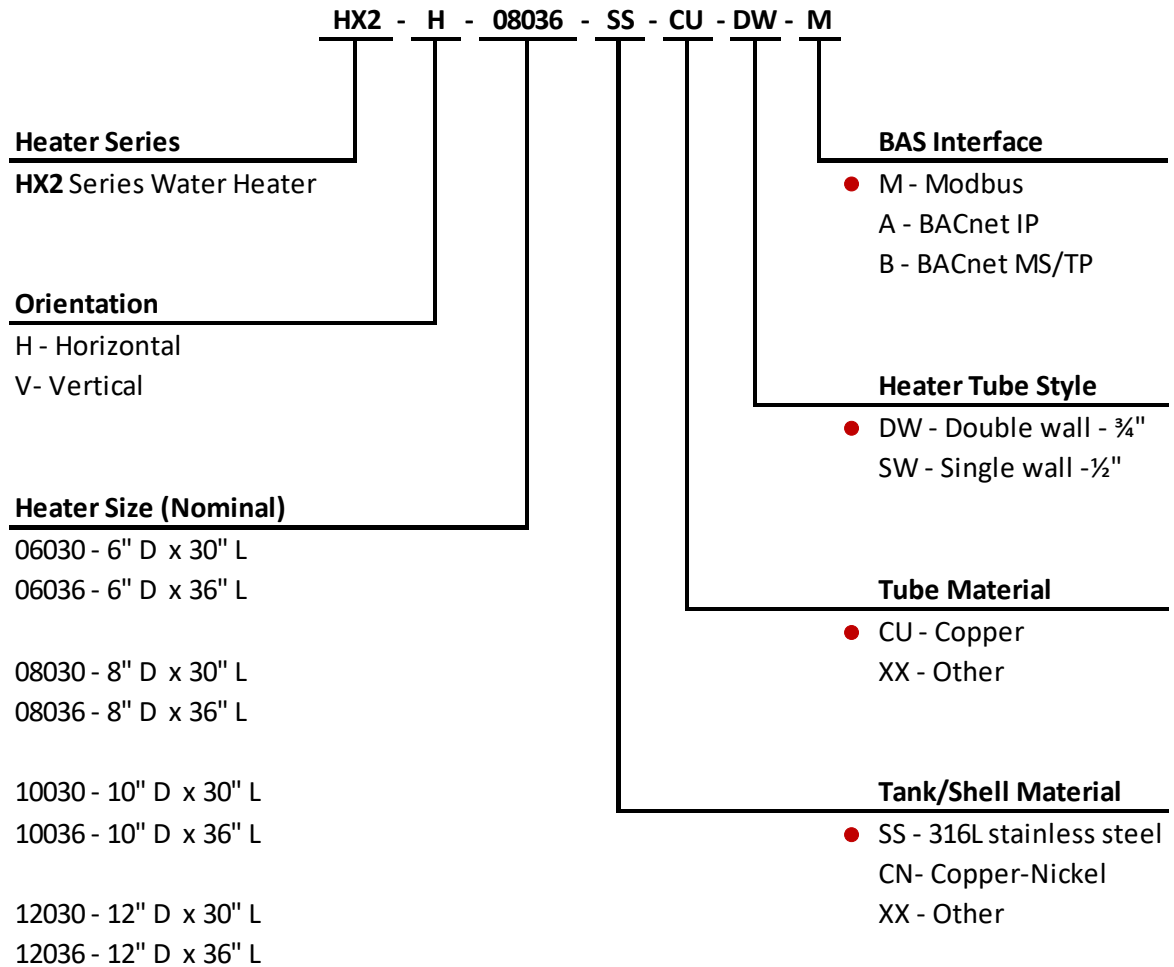 HX2 - H - 08036 - SS - CU - DW - M
Heater Series
HX2 Series Water Heater
Orientation
H - Horizontal
V- Vertical
Heater Size (Nominal)
06030 - 6" D x 30" L
06036 - 6" D x 36" L
08030 - 8" D x 30" L
08036 - 8" D x 36" L
10030 - 10" D x 30" L
10036 - 10" D x 36" L
12030 - 12" D x 30" L
12036 - 12" D x 36" L
BAS Interface
M - Modbus
A - BACnet IP
B - BACnet MS/TP
Heater Tube Style
DW - Double wall - ¾"
SW - Single wall -½"
Tube Material
CU - Copper
XX - Other
Tank/Shell Material
SS - 316L stainless steel
CN- Copper-Nickel
XX - Other